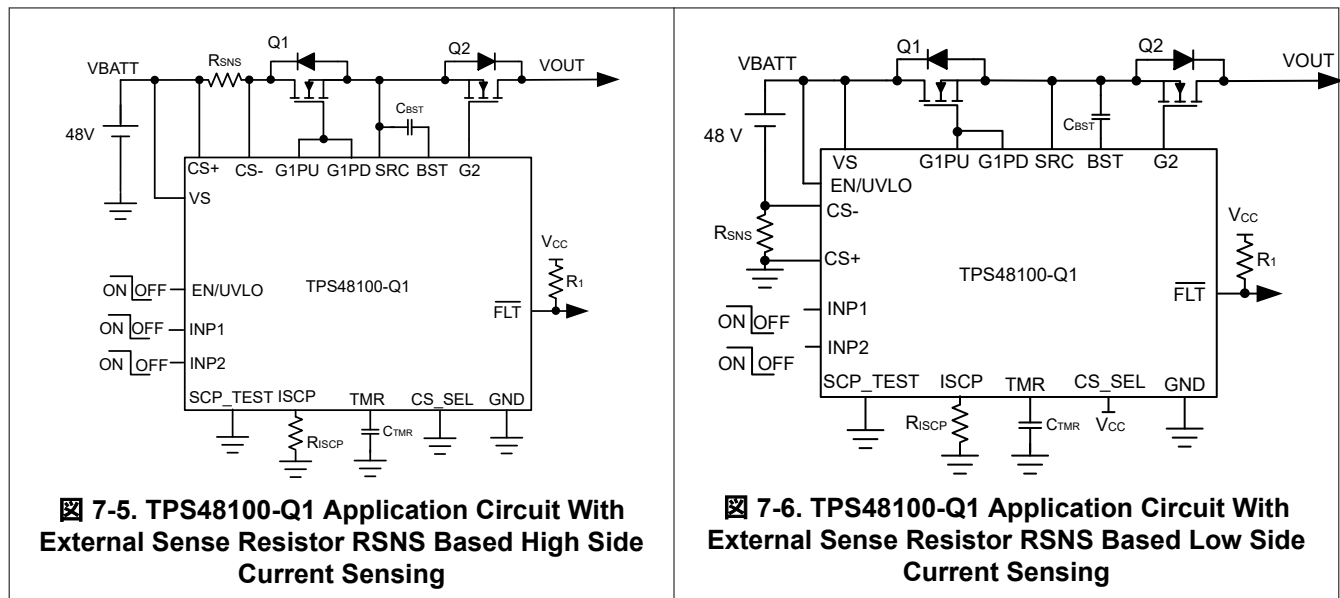 Q1
Q2
VBATT
RSNS
VOUT
CBST
48V
CS+
CS-
G1PU
G1PD
SRC
BST
G2
VS
VCC
R1
TPS48100-Q1
ON OFF
EN/UVLO
FLT
ON OFF
INP1
ON OFF
INP2
SCP_TEST
ISCP
TMR
CS_SEL
GND
RISCP
CTMR
図 7-5. TPS48100-Q1 Application Circuit With
External Sense Resistor RSNS Based High Side
Current Sensing
Q1
Q2
VBATT
VOUT
CBST
48 V
VS
G1PU
G1PD
SRC
BST
G2
EN/UVLO
CS-
VCC
RSNS
R1
CS+
TPS48100-Q1
FLT
INP1
ON OFF
INP2
ON OFF
SCP_TEST
ISCP
TMR
CS_SEL
GND
RISCP
CTMR
VCC
図 7-6. TPS48100-Q1 Application Circuit With
External Sense Resistor RSNS Based Low Side
Current Sensing